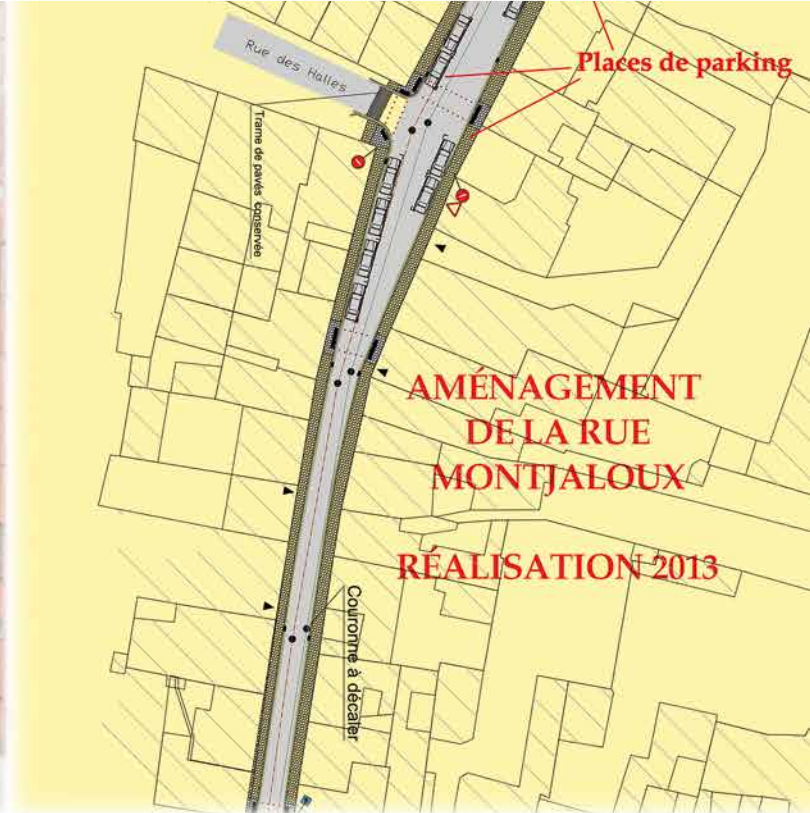 Rue des Halles
Places de parking
Trame de pavés conservée
AMÉNAGEMENT
DE LA RUE
MONTJALOUX
RÉALISATION 2013
Couronne à décaler